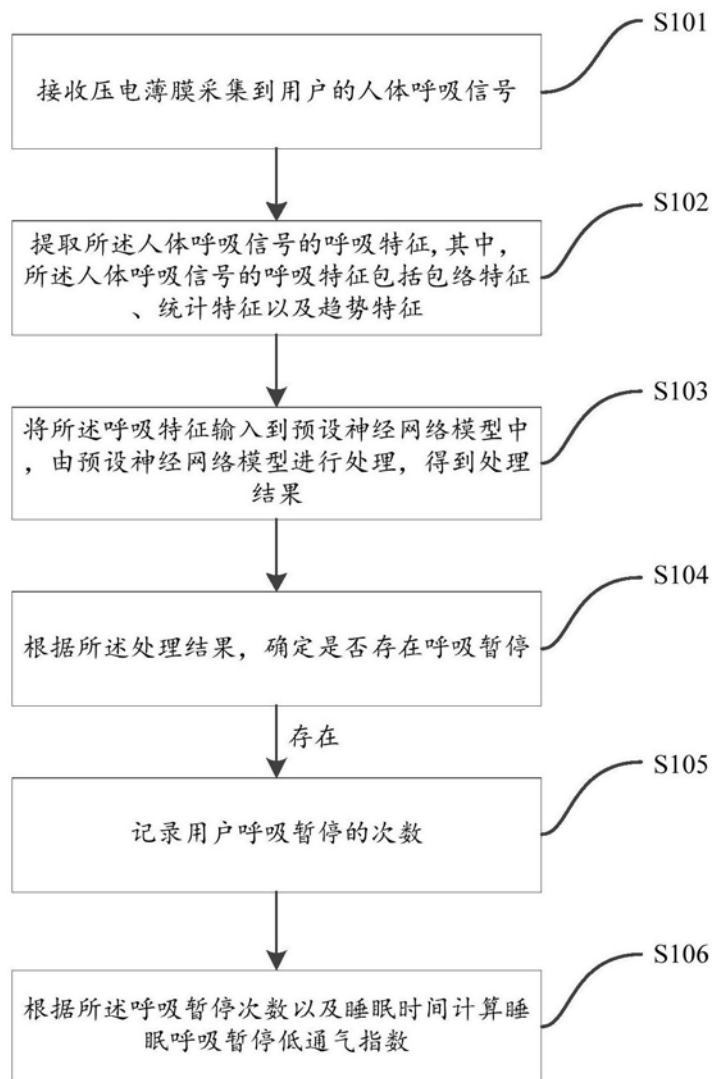 S101
接收压电薄膜采集到用户的人体呼吸信号
S102
提取所述人体呼吸信号的呼吸特征,其中,
所述人体呼吸信号的呼吸特征包括包络特征
、统计特征以及趋势特征
S103
将所述呼吸特征输入到预设神经网络模型中
，由预设神经网络模型进行处理，得到处理
结果
S104
根据所述处理结果，确定是否存在呼吸暂停
存在
S105
记录用户呼吸暂停的次数
S106
根据所述呼吸暂停次数以及睡眠时间计算睡
眠呼吸暂停低通气指数